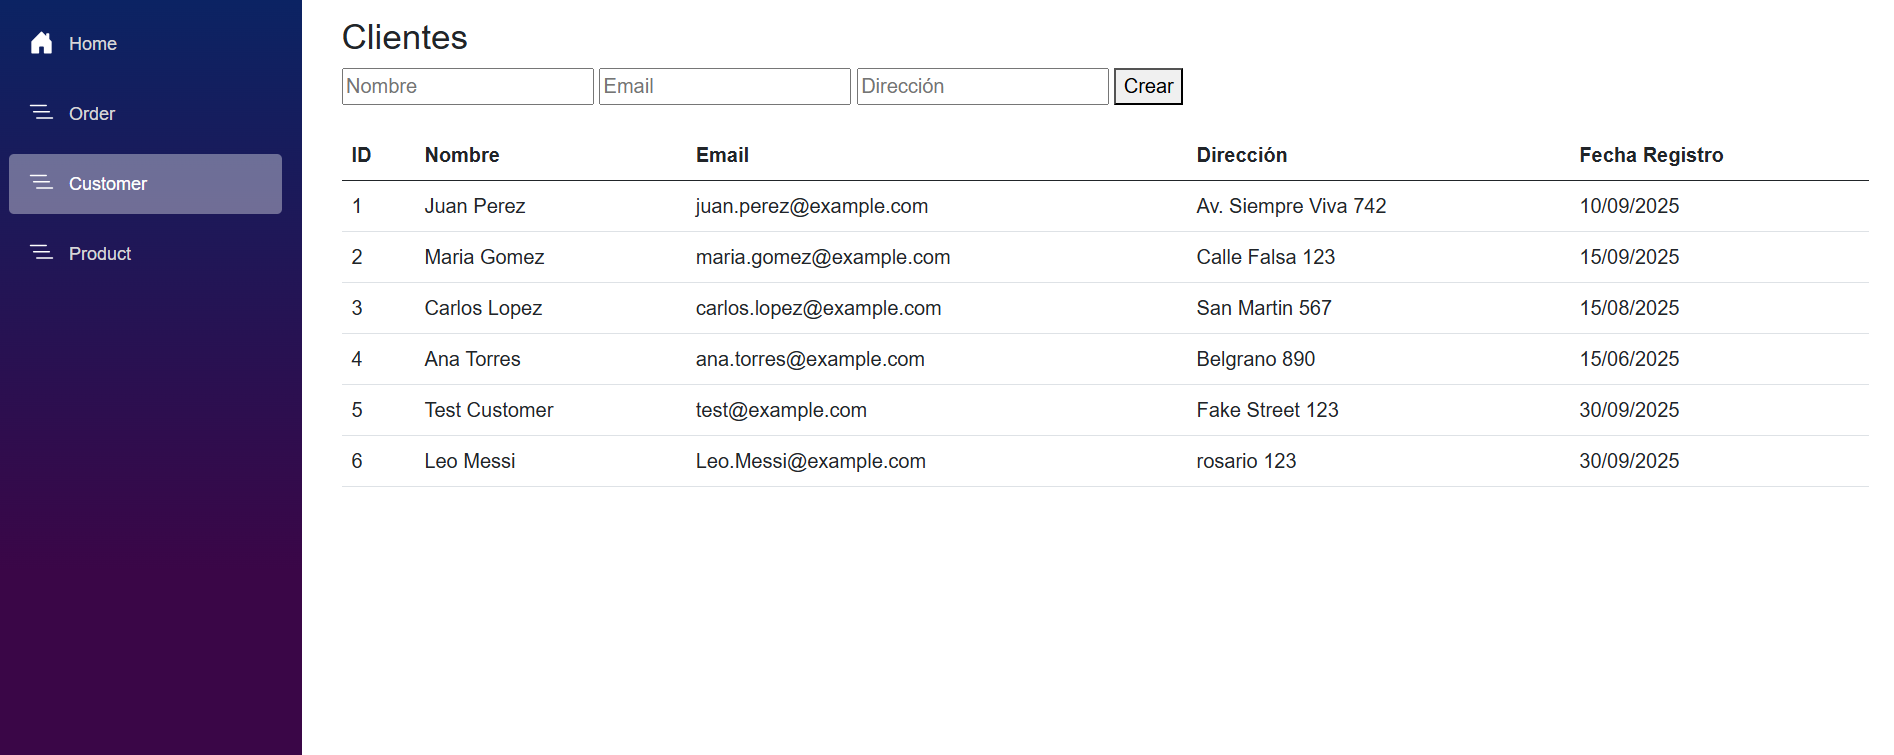 Home
Order
Customer
Product
Clientes
Nombre Email Dirección Crear
ID Nombre Email Dirección Fecha Registro
1 Juan Perez juan.perez@example.com Av. Siempre Viva 742 10/09/2025
2 Maria Gomez maria.gomez@example.com Calle Falsa 123 15/09/2025
3 Carlos Lopez carlos.lopez@example.com San Martin 567 15/08/2025
4 Ana Torres ana.torres@example.com Belgrano 890 15/06/2025
5 Test Customer test@example.com Fake Street 123 30/09/2025
6 Leo Messi Leo.Messi@example.com rosario 123 30/09/2025